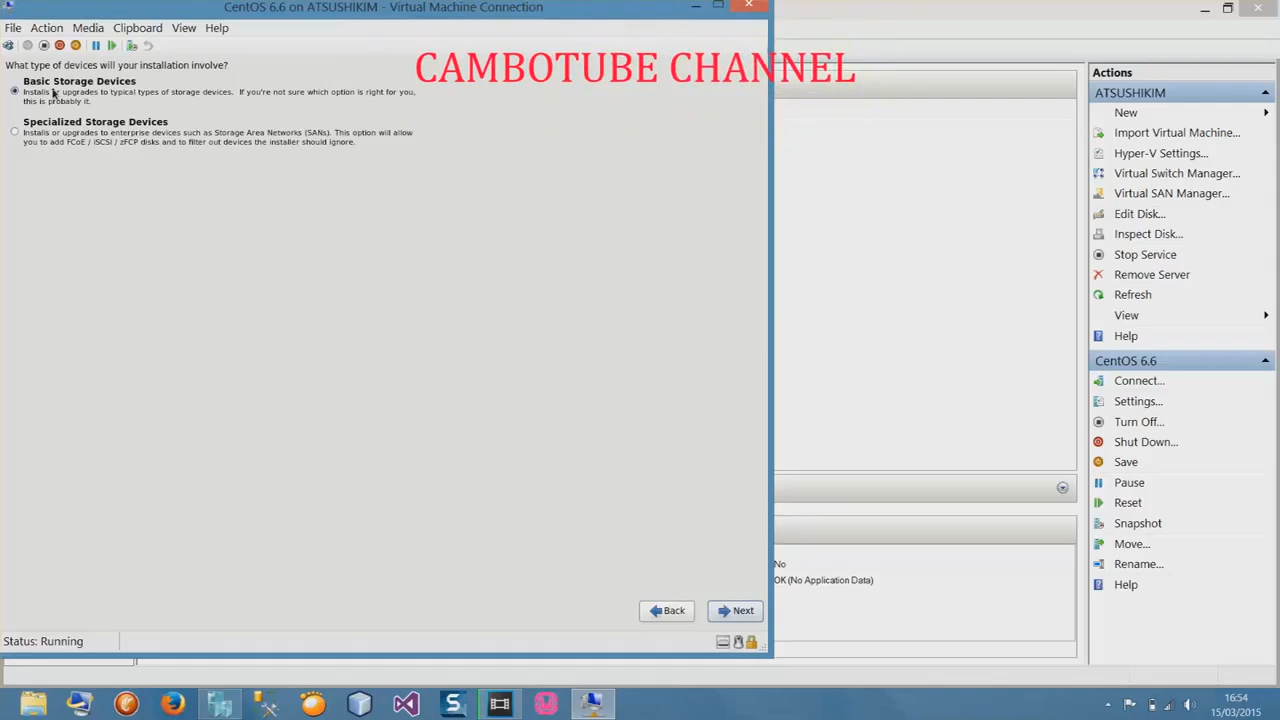 CentOS 6.6 on ATSUSHIKIM - Virtual Machine Connection
File Action Media Clipboard View Help
CAMBOTUBE CHANNEL
What type of devices will your installation involve?
Basic Storage Devices
Installs or upgrades to typical types of storage devices. If you're not sure which option is right for you,
this is probably it.
Specialized Storage Devices
Installs or upgrades to enterprise devices such as Storage Area Networks (SANs). This option will allow
you to add FCoE / iSCSI / zFCP disks and to filter out devices the installer should ignore.
Back Next
Status: Running
No
OK (No Application Data)
Actions
ATSUSHIKIM
New
Import Virtual Machine...
Hyper-V Settings...
Virtual Switch Manager...
Virtual SAN Manager...
Edit Disk...
Inspect Disk...
Stop Service
Remove Server
Refresh
View
Help
CentOS 6.6
Connect...
Settings...
Turn Off...
Shut Down...
Save
Pause
Reset
Snapshot
Move...
Rename...
Help
16:54
15/03/2015